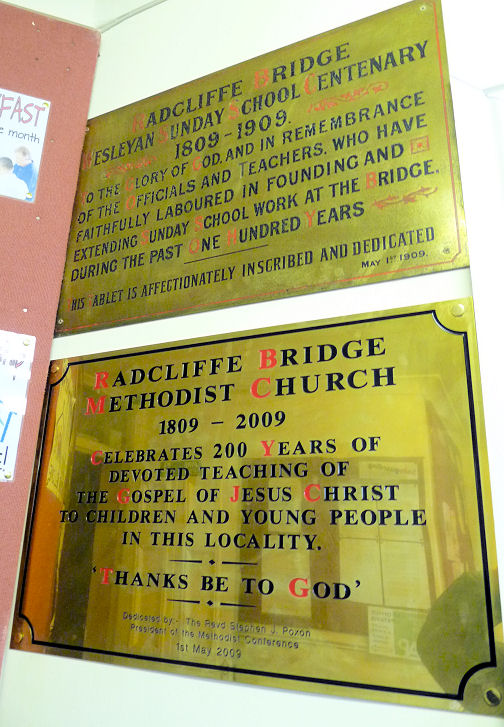 FAST
e month
RADCLIFFE BRIDGE
WESLEYAN SUNDAY SCHOOL CENTENARY
1809-1909.
TO THE GLORY OF GOD, AND IN REMEMBRANCE
OF THE OFFICIALS AND TEACHERS, WHO HAVE
FAITHFULLY LABOURED IN FOUNDING AND
EXTENDING SUNDAY SCHOOL WORK AT THE BRIDGE,
DURING THE PAST ONE HUNDRED YEARS
THIS TABLET IS AFFECTIONATELY INSCRIBED AND DEDICATED
MAY 1ST 1909.
RADCLIFFE BRIDGE
METHODIST CHURCH
1809 – 2009
CELEBRATES 200 YEARS OF
DEVOTED TEACHING OF
THE GOSPEL OF JESUS CHRIST
TO CHILDREN AND YOUNG PEOPLE
IN THIS LOCALITY.
'THANKS BE TO GOD'
Dedicated by:- The Revd Stephen J. Poxon
President of the Methodist Conference
1st May 2009